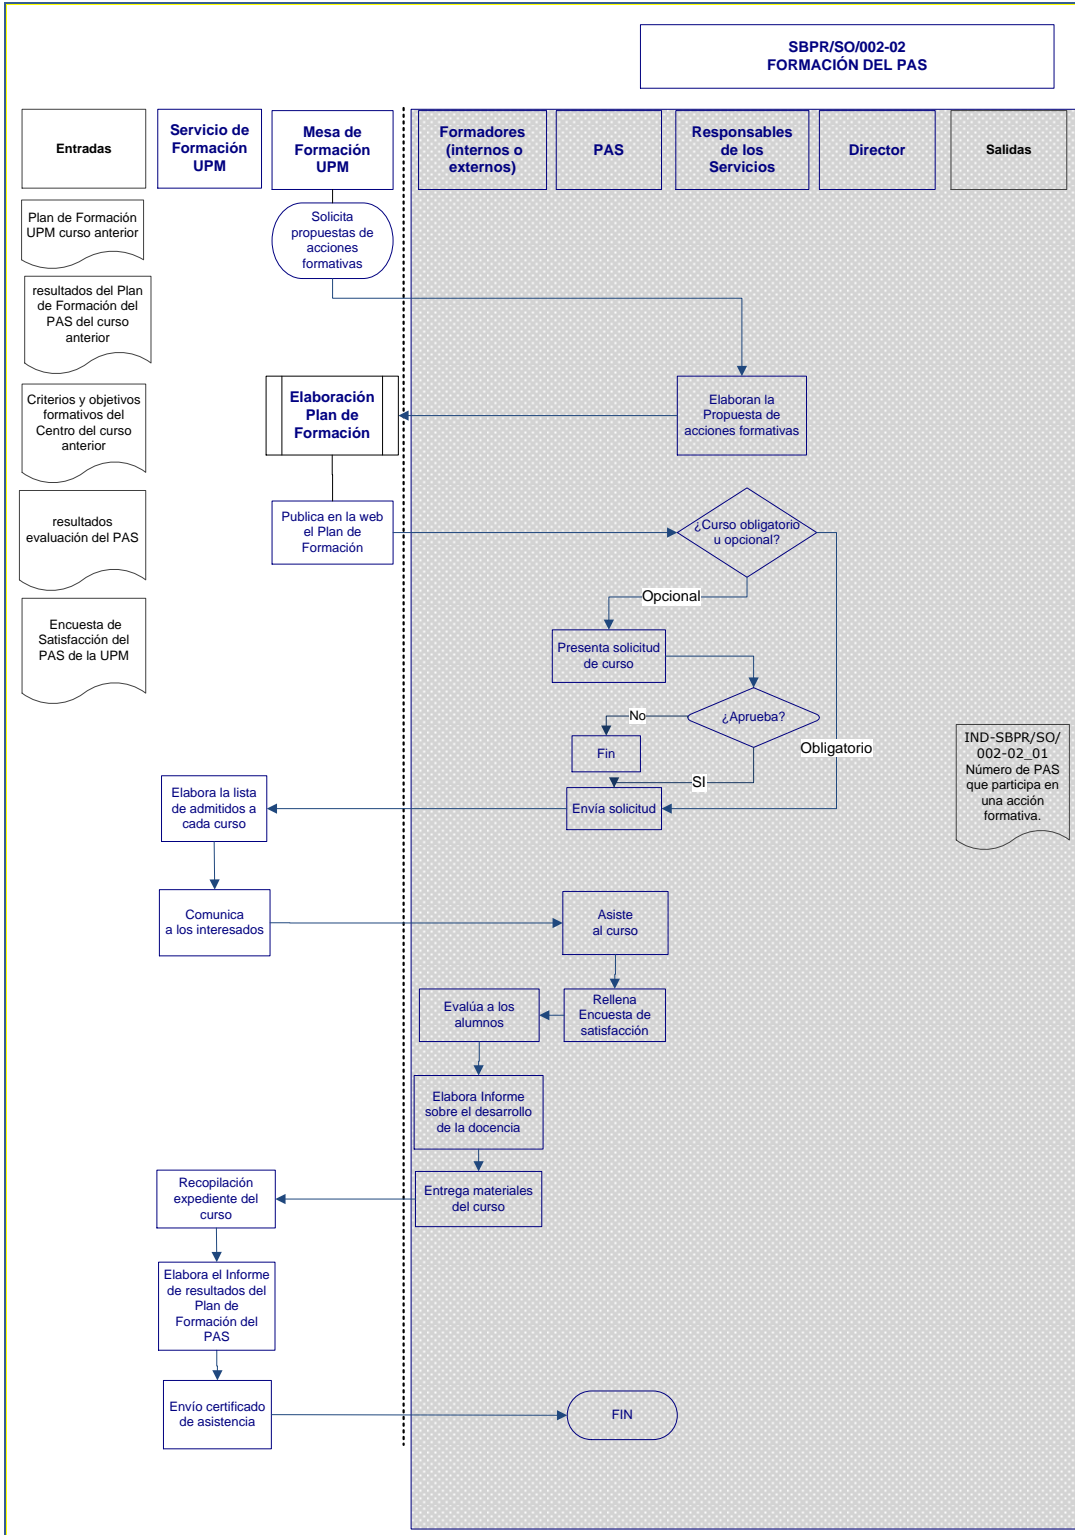 SBPR/SO/002-02
FORMACIÓN DEL PAS
Entradas
Servicio de
Formación
UPM
Mesa de
Formación
UPM
Formadores
(internos o
externos)
PAS
Responsables
de los
Servicios
Director
Salidas
Plan de Formación
UPM curso anterior
Solicita
propuestas de
acciones
formativas
resultados del Plan
de Formación del
PAS del curso
anterior
Criterios y objetivos
formativos del
Centro del curso
anterior
Elaboración
Plan de
Formación
Elaboran la
Propuesta de
acciones formativas
resultados
evaluación del PAS
Publica en la web
el Plan de
Formación
¿Curso obligatorio
u opcional?
Opcional
Encuesta de
Satisfacción del
PAS de la UPM
Presenta solicitud
de curso
¿Aprueba?
No
Fin
Obligatorio
SI
IND-SBPR/SO/
002-02_01
Número de PAS
que participa en
una acción
formativa.
Elabora la lista
de admitidos a
cada curso
Envía solicitud
Comunica
a los interesados
Asiste
al curso
Evalúa a los
alumnos
Rellena
Encuesta de
satisfacción
Elabora Informe
sobre el desarrollo
de la docencia
Recopilación
expediente del
curso
Entrega materiales
del curso
Elabora el Informe
de resultados del
Plan de
Formación del
PAS
Envío certificado
de asistencia
FIN